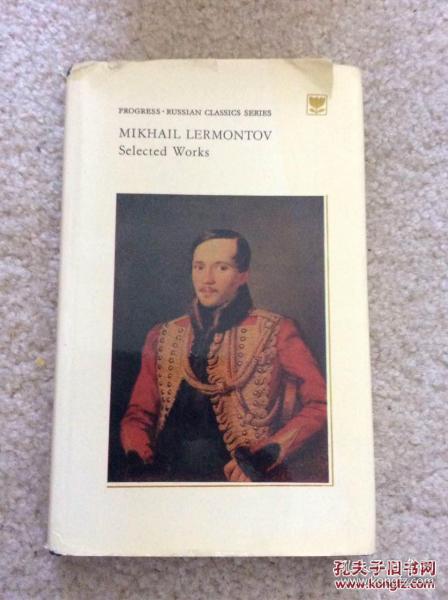 PROGRESS • RUSSIAN CLASSICS SERIES
MIKHAIL LERMONTOV
Selected Works
孔夫子旧书网
www.kongfz.com